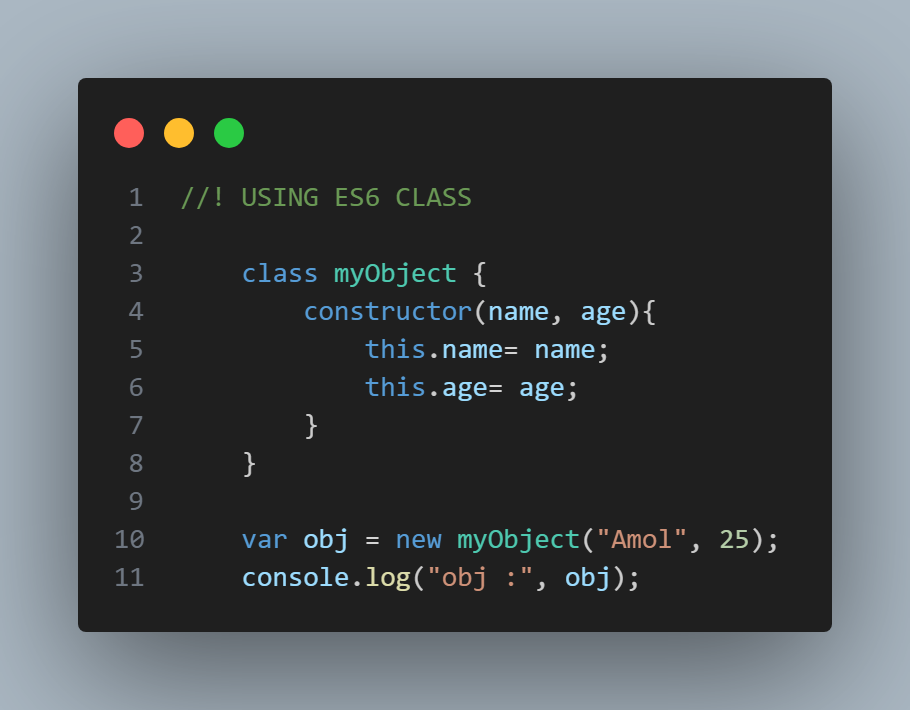 1 //! USING ES6 CLASS
2
3     class myObject {
4         constructor(name, age){
5             this.name= name;
6             this.age= age;
7         }
8     }
9
10     var obj = new myObject("Amol", 25);
11     console.log("obj :", obj);